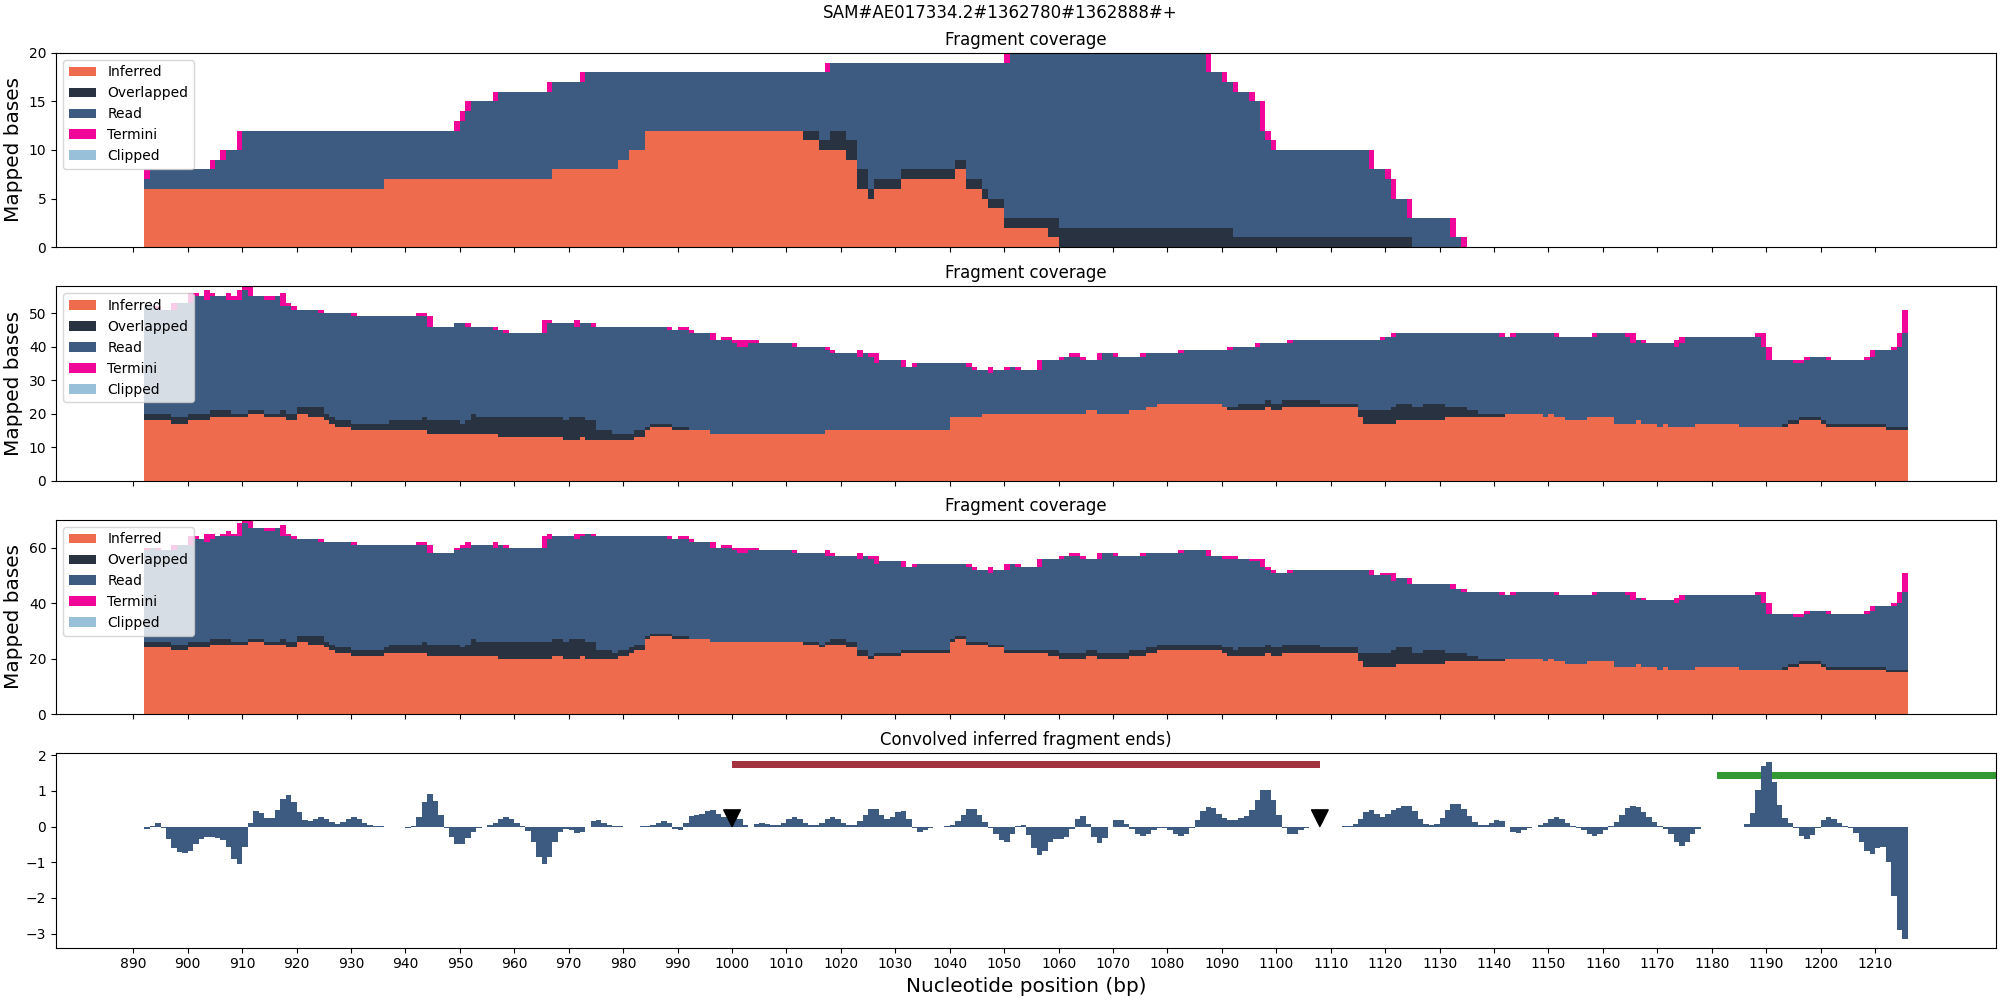 SAM#AE017334.2#1362780#1362888#+
Fragment coverage
Mapped bases
20
15
10
5
0
Inferred
Overlapped
Read
Termini
Clipped
Fragment coverage
Mapped bases
50
40
30
20
10
0
Inferred
Overlapped
Read
Termini
Clipped
Fragment coverage
Mapped bases
60
40
20
0
Inferred
Overlapped
Read
Termini
Clipped
Convolved inferred fragment ends)
2
1
0
−1
−2
−3
890 900 910 920 930 940 950 960 970 980 990 1000 1010 1020 1030 1040 1050 1060 1070 1080 1090 1100 1110 1120 1130 1140 1150 1160 1170 1180 1190 1200 1210
Nucleotide position (bp)